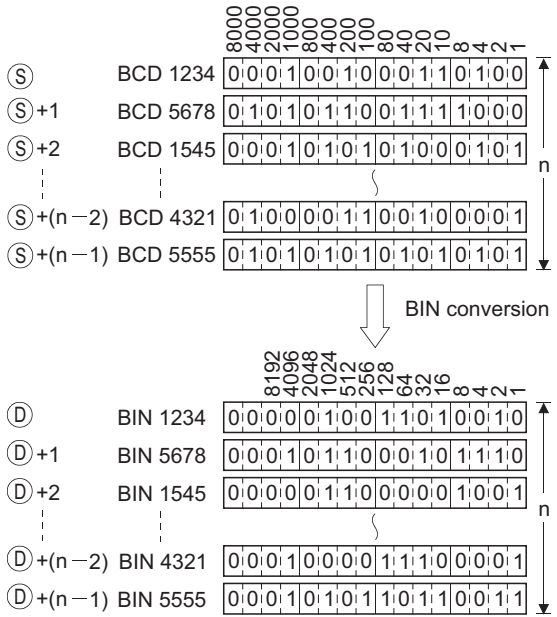 8000 4000 2000 1000 800 400 200 100 80 40 20 10 8 4 2 1
Ⓢ BCD 1234 0 0 0 1 0 0 1 0 0 0 1 1 0 1 0 0
Ⓢ+1 BCD 5678 0 1 0 1 0 1 1 0 0 1 1 1 1 0 0 0
Ⓢ+2 BCD 1545 0 0 0 1 0 1 0 1 0 1 0 0 0 1 0 1
n
Ⓢ+(n−2) BCD 4321 0 1 0 0 0 0 1 1 0 0 1 0 0 0 0 1
Ⓢ+(n−1) BCD 5555 0 1 0 1 0 1 0 1 0 1 0 1 0 1 0 1
BIN conversion
8192 4096 2048 1024 512 256 128 64 32 16 8 4 2 1
Ⓓ BIN 1234 0 0 0 0 0 1 0 0 1 1 0 1 0 0 1 0
Ⓓ+1 BIN 5678 0 0 0 1 0 1 1 0 0 0 1 0 1 1 1 0
Ⓓ+2 BIN 1545 0 0 0 0 0 1 1 0 0 0 0 0 1 0 0 1
n
Ⓓ+(n−2) BIN 4321 0 0 0 1 0 0 0 0 1 1 1 0 0 0 0 1
Ⓓ+(n−1) BIN 5555 0 0 0 1 0 1 0 1 1 0 1 1 0 0 1 1